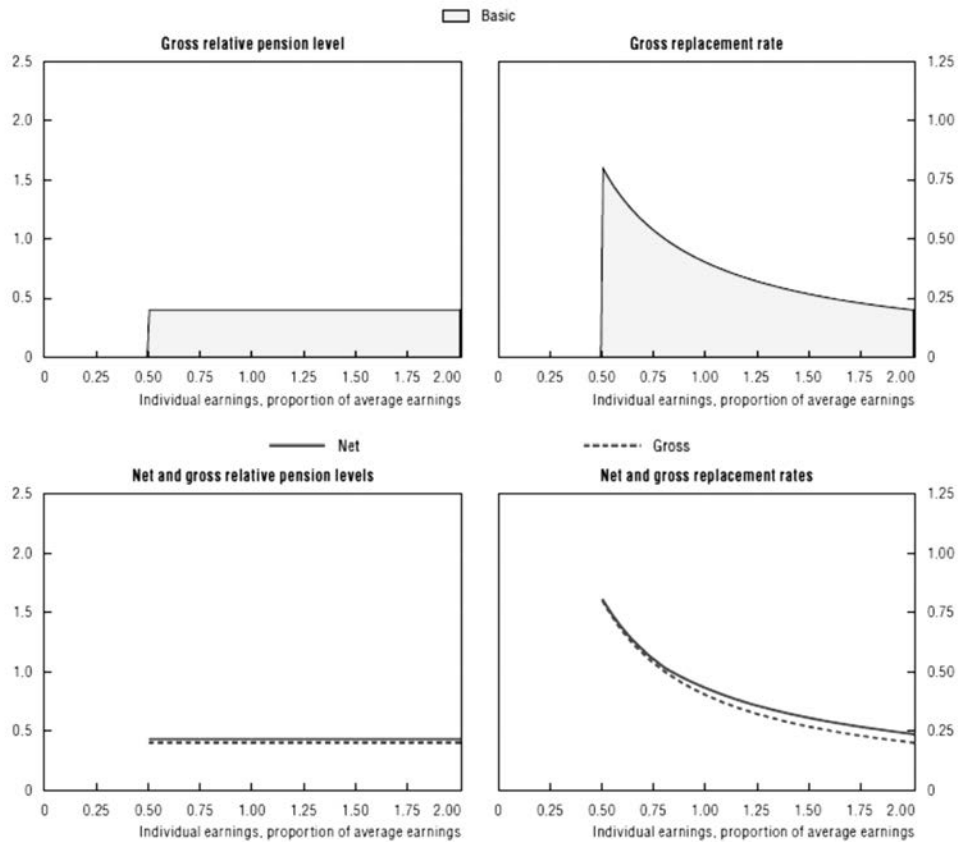 Basic
Gross relative pension level
2.5
2.0
1.5
1.0
0.5
0
0 0.25 0.50 0.75 1.00 1.25 1.50 1.75 2.00
Individual earnings, proportion of average earnings
Gross replacement rate
1.25
1.00
0.75
0.50
0.25
0
0 0.25 0.50 0.75 1.00 1.25 1.50 1.75 2.00
Individual earnings, proportion of average earnings
Net Gross
Net and gross relative pension levels
2.5
2.0
1.5
1.0
0.5
0
0 0.25 0.50 0.75 1.00 1.25 1.50 1.75 2.00
Individual earnings, proportion of average earnings
Net and gross replacement rates
1.25
1.00
0.75
0.50
0.25
0
0 0.25 0.50 0.75 1.00 1.25 1.50 1.75 2.00
Individual earnings, proportion of average earnings